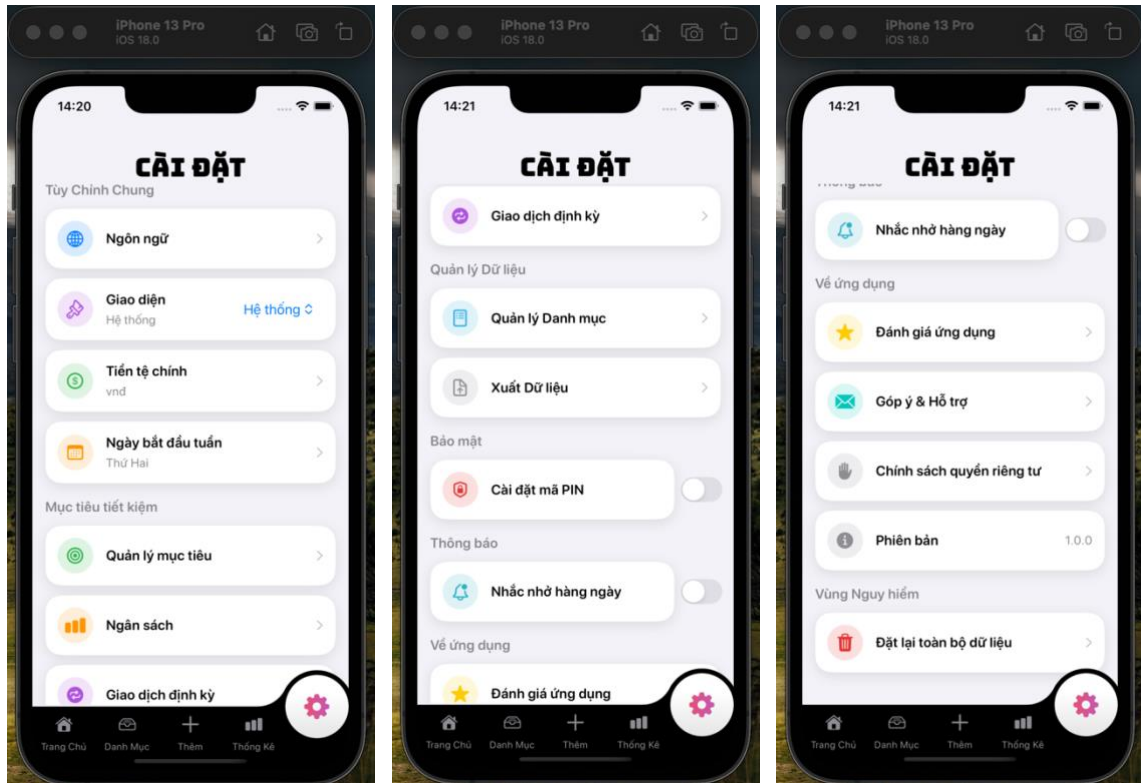 iPhone 13 Pro
iOS 18.0
14:20
CÀI ĐẶT
Tùy Chỉnh Chung
Ngôn ngữ
Giao diện
Hệ thống
Hệ thống
Tiền tệ chính
vnđ
Ngày bắt đầu tuần
Thứ Hai
Mục tiêu tiết kiệm
Quản lý mục tiêu
Ngân sách
Giao dịch định kỳ
Trang Chủ
Danh Mục
Thêm
Thống Kê
iPhone 13 Pro
iOS 18.0
14:21
CÀI ĐẶT
Giao dịch định kỳ
Quản lý Dữ liệu
Quản lý Danh mục
Xuất Dữ liệu
Bảo mật
Cài đặt mã PIN
Thông báo
Nhắc nhở hàng ngày
Về ứng dụng
Đánh giá ứng dụng
Trang Chủ
Danh Mục
Thêm
Thống Kê
iPhone 13 Pro
iOS 18.0
14:21
CÀI ĐẶT
Nhắc nhở hàng ngày
Về ứng dụng
Đánh giá ứng dụng
Góp ý & Hỗ trợ
Chính sách quyền riêng tư
Phiên bản
1.0.0
Vùng Nguy hiểm
Đặt lại toàn bộ dữ liệu
Trang Chủ
Danh Mục
Thêm
Thống Kê